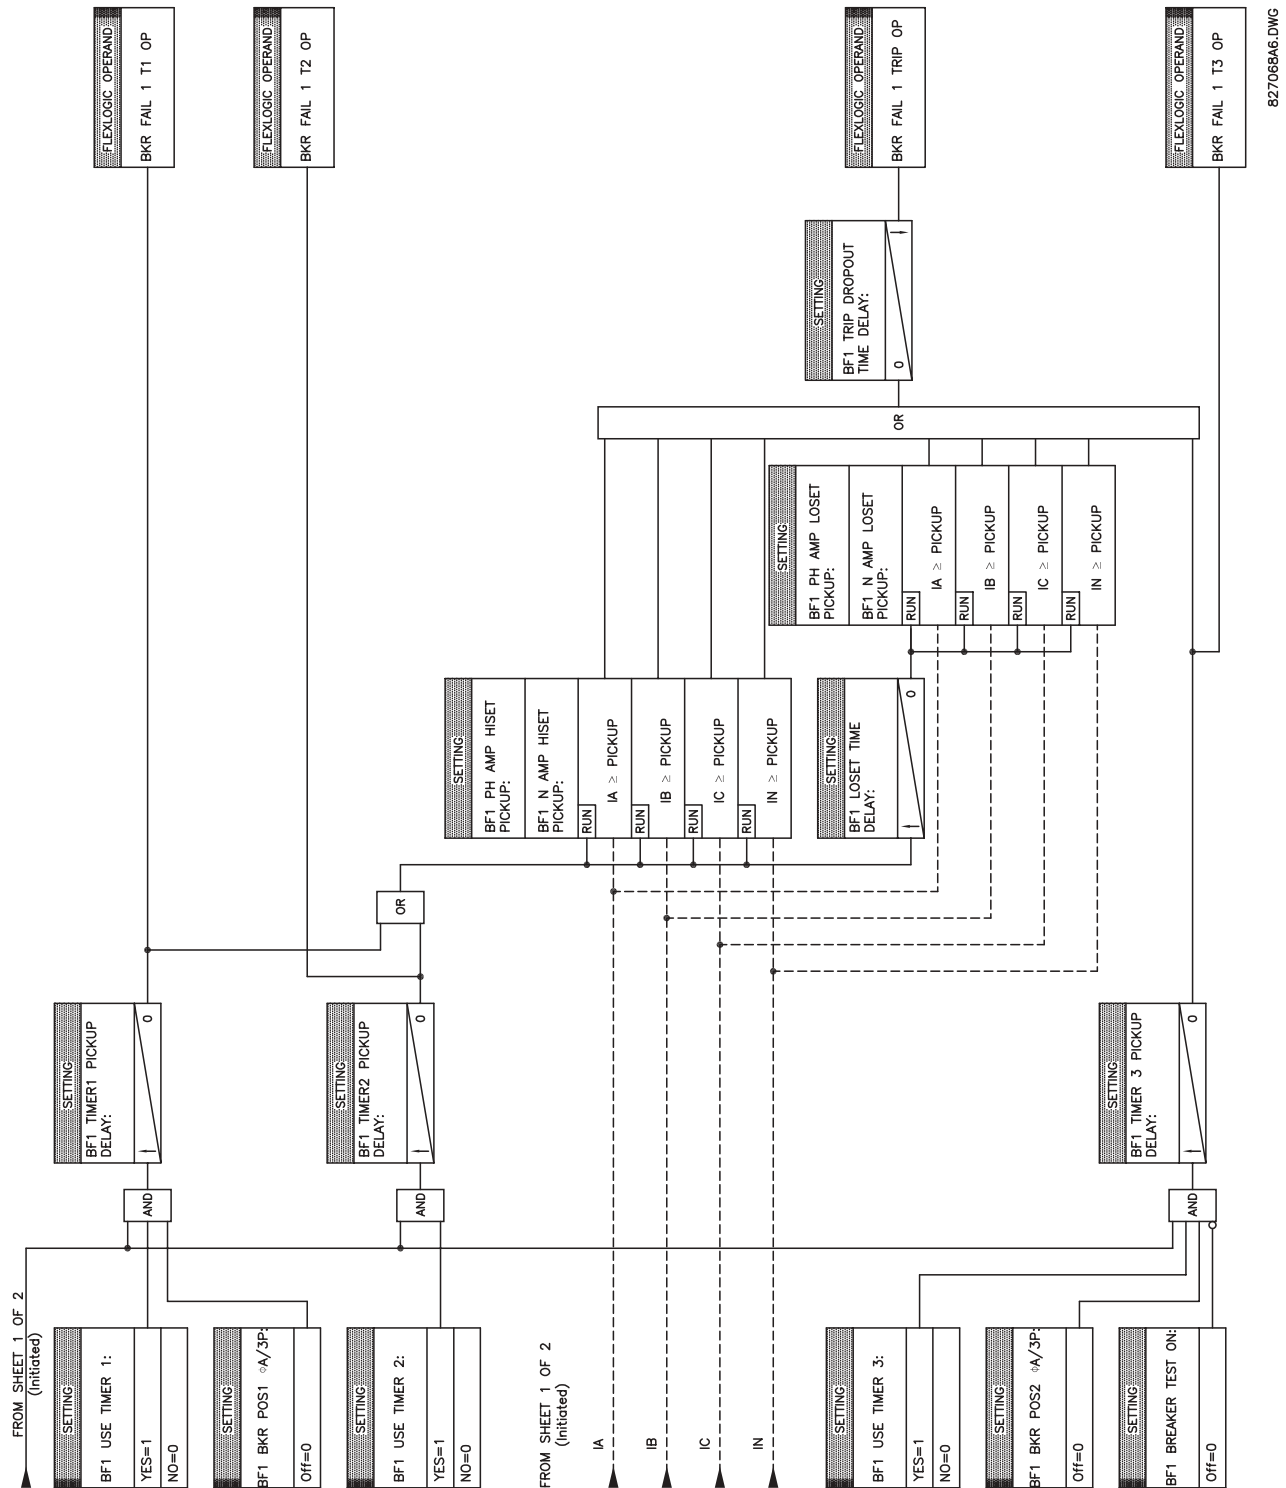 FROM SHEET 1 OF 2
(Initiated)
SETTING
BF1 USE TIMER 1:
YES=1
NO=0
SETTING
BF1 BKR POS1 ΦA/3P:
Off=0
SETTING
BF1 USE TIMER 2:
YES=1
NO=0
FROM SHEET 1 OF 2
(Initiated)
IA
IB
IC
IN
SETTING
BF1 USE TIMER 3:
YES=1
NO=0
SETTING
BF1 BKR POS2 ΦA/3P:
Off=0
SETTING
BF1 BREAKER TEST ON:
Off=0
AND
AND
AND
SETTING
BF1 TIMER1 PICKUP
DELAY:
0
SETTING
BF1 TIMER2 PICKUP
DELAY:
0
SETTING
BF1 TIMER 3 PICKUP
DELAY:
0
OR
SETTING
BF1 PH AMP HISET
PICKUP:
BF1 N AMP HISET
PICKUP:
RUN
IA ≥ PICKUP
RUN
IB ≥ PICKUP
RUN
IC ≥ PICKUP
RUN
IN ≥ PICKUP
SETTING
BF1 LOSET TIME
DELAY:
0
SETTING
BF1 PH AMP LOSET
PICKUP:
BF1 N AMP LOSET
PICKUP:
RUN
IA ≥ PICKUP
RUN
IB ≥ PICKUP
RUN
IC ≥ PICKUP
RUN
IN ≥ PICKUP
OR
SETTING
BF1 TRIP DROPOUT
TIME DELAY:
0
FLEXLOGIC OPERAND
BKR FAIL 1 T1 OP
FLEXLOGIC OPERAND
BKR FAIL 1 T2 OP
FLEXLOGIC OPERAND
BKR FAIL 1 TRIP OP
FLEXLOGIC OPERAND
BKR FAIL 1 T3 OP
827068A6.DWG